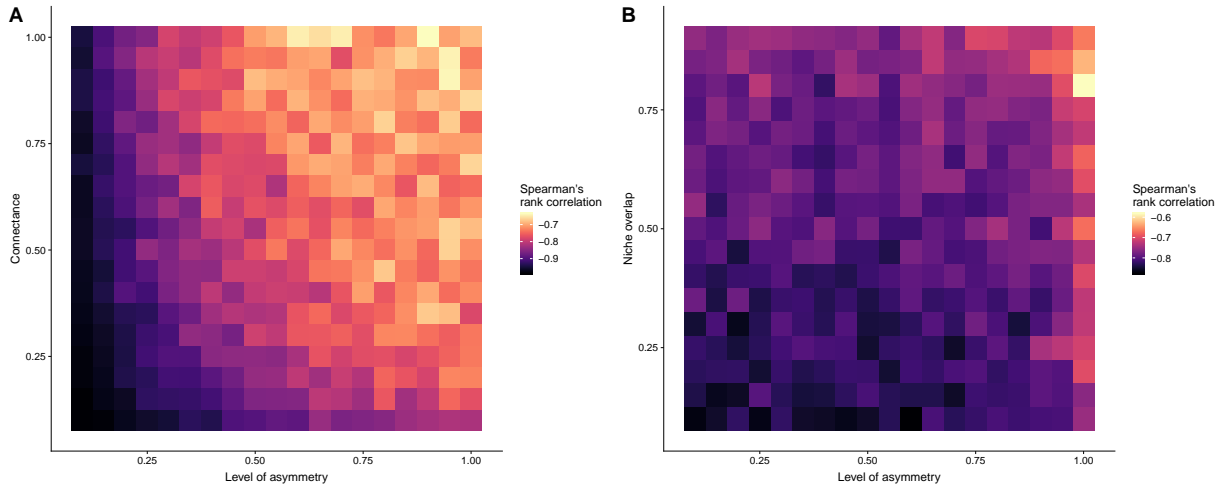 A
1.00
0.75
0.50
0.25
Connectance
0.25
0.50
0.75
1.00
Level of asymmetry
Spearman's
rank correlation
−0.7
−0.8
−0.9
B
0.75
0.50
0.25
Niche overlap
0.25
0.50
0.75
1.00
Level of asymmetry
Spearman's
rank correlation
−0.6
−0.7
−0.8